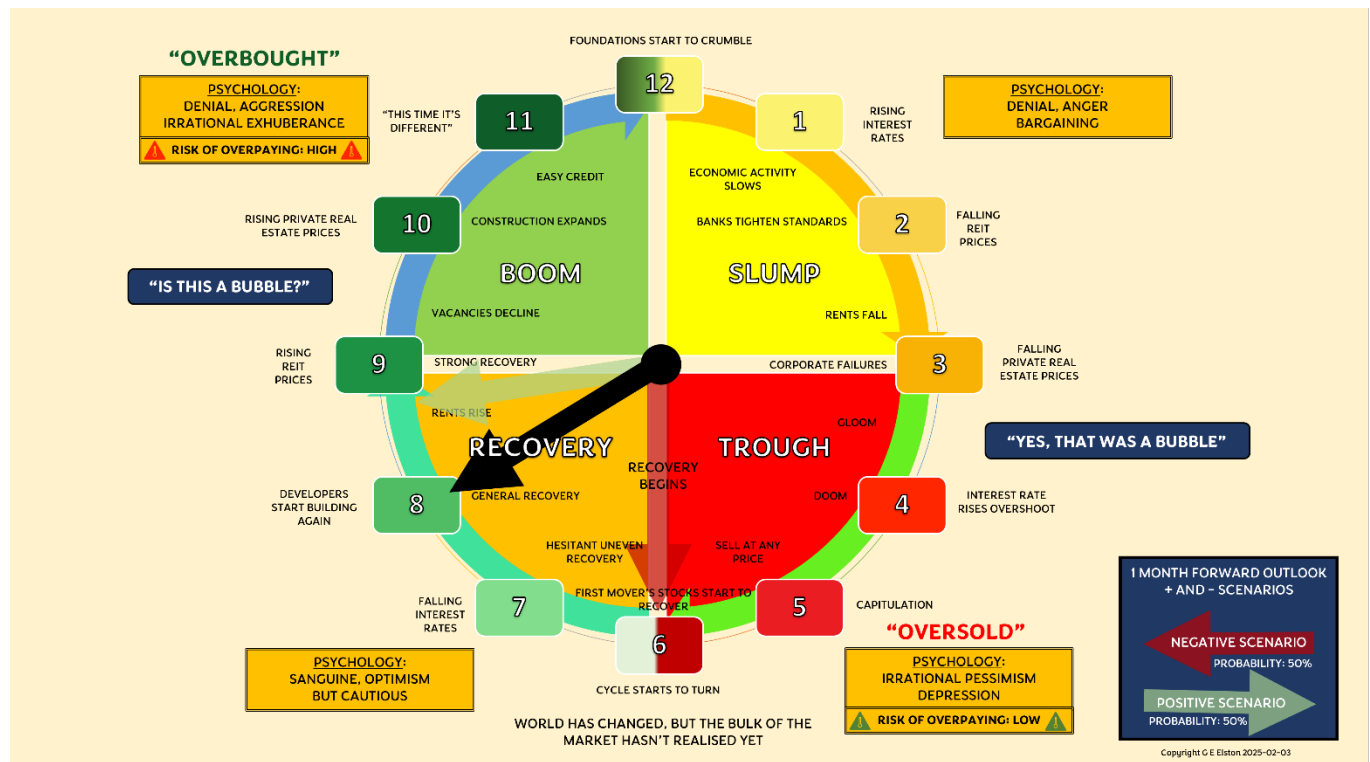 FOUNDATIONS START TO CRUMBLE
"OVERBOUGHT"
PSYCHOLOGY:
DENIAL, AGGRESSION
IRRATIONAL EXHUBERANCE
RISK OF OVERPAYING: HIGH
12
PSYCHOLOGY:
DENIAL, ANGER
BARGAINING
"THIS TIME IT'S
DIFFERENT"
11
1
RISING
INTEREST
RATES
EASY CREDIT
ECONOMIC ACTIVITY
SLOWS
RISING PRIVATE REAL
ESTATE PRICES
10
CONSTRUCTION EXPANDS
BANKS TIGHTEN STANDARDS
2
FALLING
REIT
PRICES
BOOM
SLUMP
"IS THIS A BUBBLE?"
VACANCIES DECLINE
RENTS FALL
RISING
REIT
PRICES
9
STRONG RECOVERY
CORPORATE FAILURES
3
FALLING
PRIVATE REAL
ESTATE PRICES
RENTS RISE
GLOOM
RECOVERY
TROUGH
"YES, THAT WAS A BUBBLE"
RECOVERY
BEGINS
DEVELOPERS
START BUILDING
AGAIN
8
GENERAL RECOVERY
DOOM
4
INTEREST RATE
RISES OVERSHOOT
HESITANT UNEVEN
RECOVERY
SELL AT ANY
PRICE
FIRST MOVER'S STOCKS START TO
RECOVER
FALLING
INTEREST
RATES
7
5
CAPITULATION
6
"OVERSOLD"
PSYCHOLOGY:
SANGUINE, OPTIMISM
BUT CAUTIOUS
CYCLE STARTS TO TURN
PSYCHOLOGY:
IRRATIONAL PESSIMISM
DEPRESSION
RISK OF OVERPAYING: LOW
WORLD HAS CHANGED, BUT THE BULK OF THE
MARKET HASN'T REALISED YET
1 MONTH FORWARD OUTLOOK
+ AND - SCENARIOS
NEGATIVE SCENARIO
PROBABILITY: 50%
POSITIVE SCENARIO
PROBABILITY: 50%
Copyright G E Elston 2025-02-03